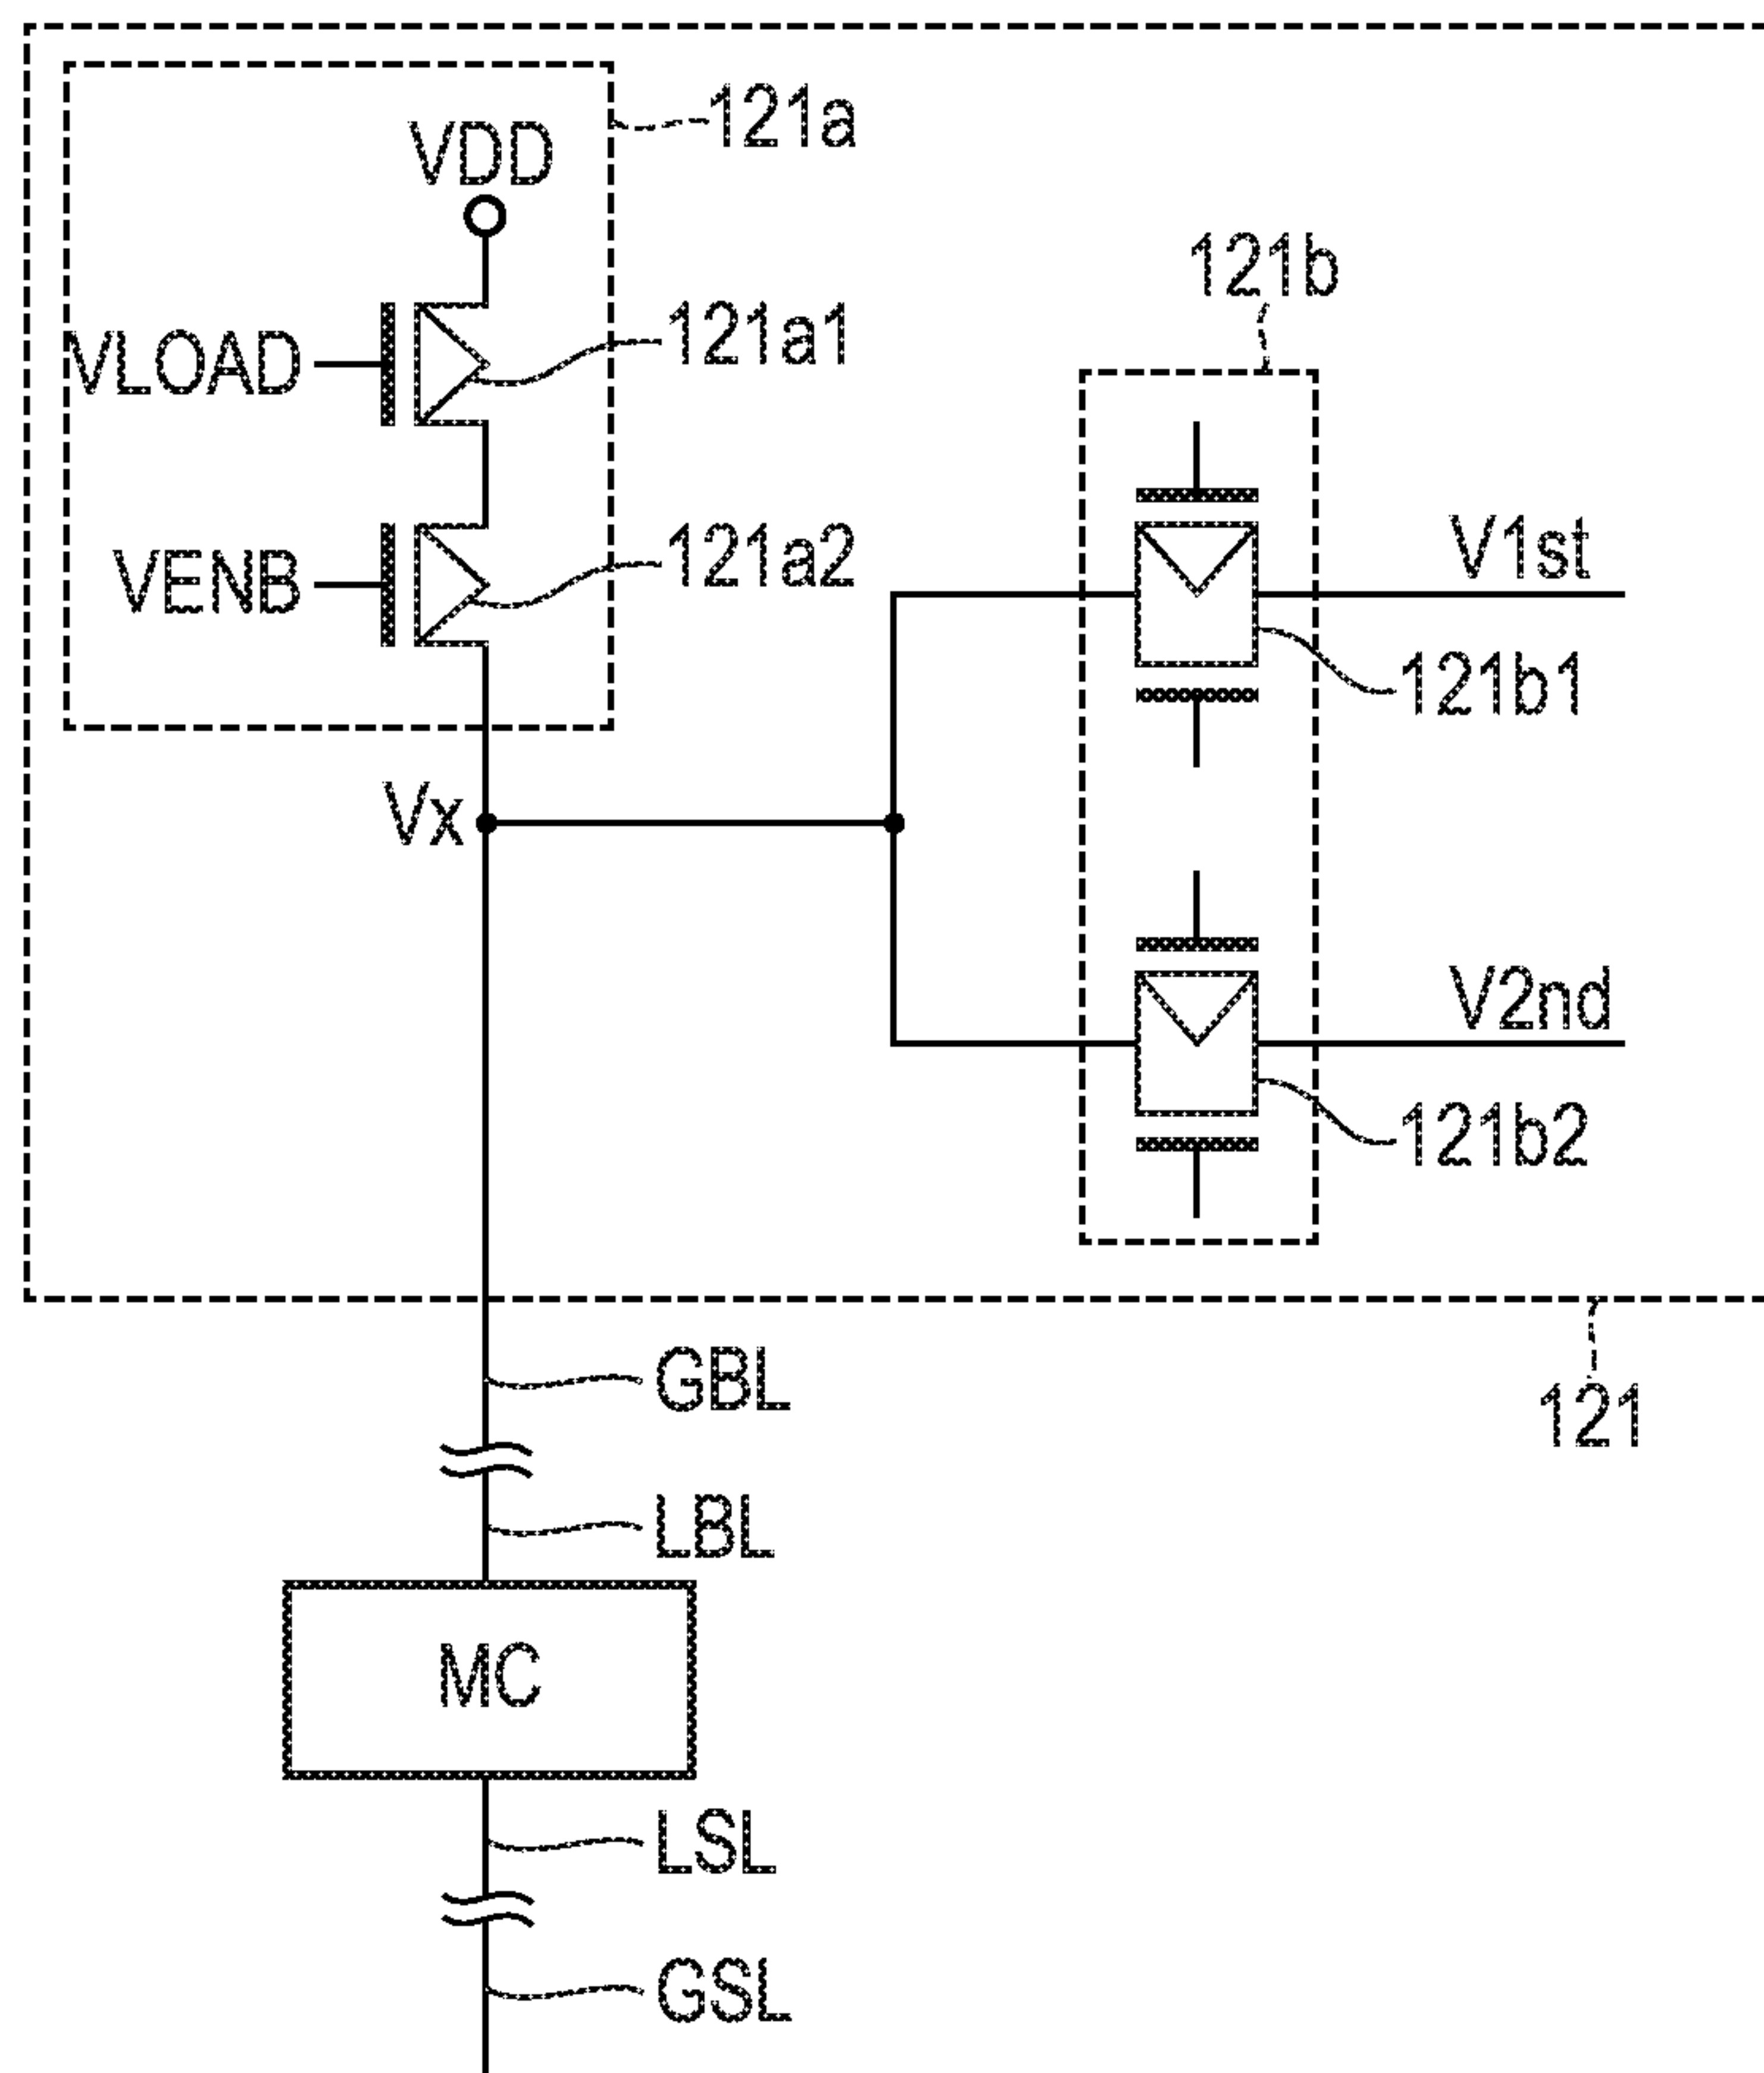 121a
VDD
121b
VLOAD
121a1
VENB
121a2
V1st
121b1
Vx
V2nd
121b2
GBL
121
LBL
MC
LSL
GSL